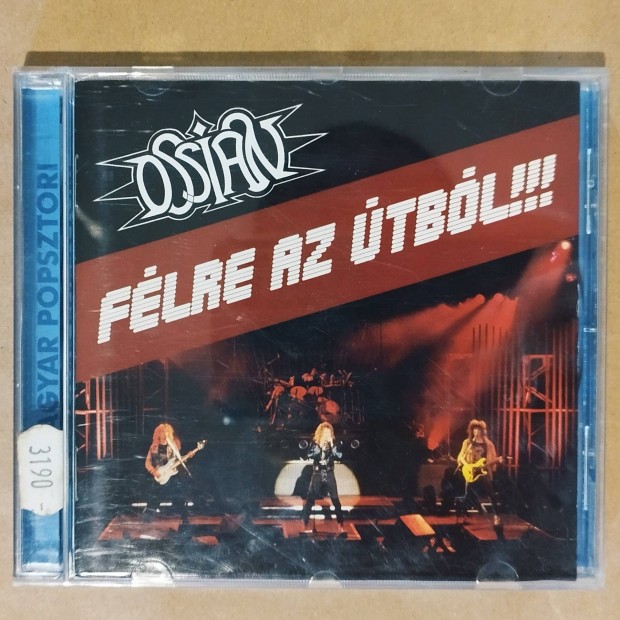 OSSIAN
FÉLRE AZ ÚTBÓL!!!
GYAR POPSZTORI
3190 -